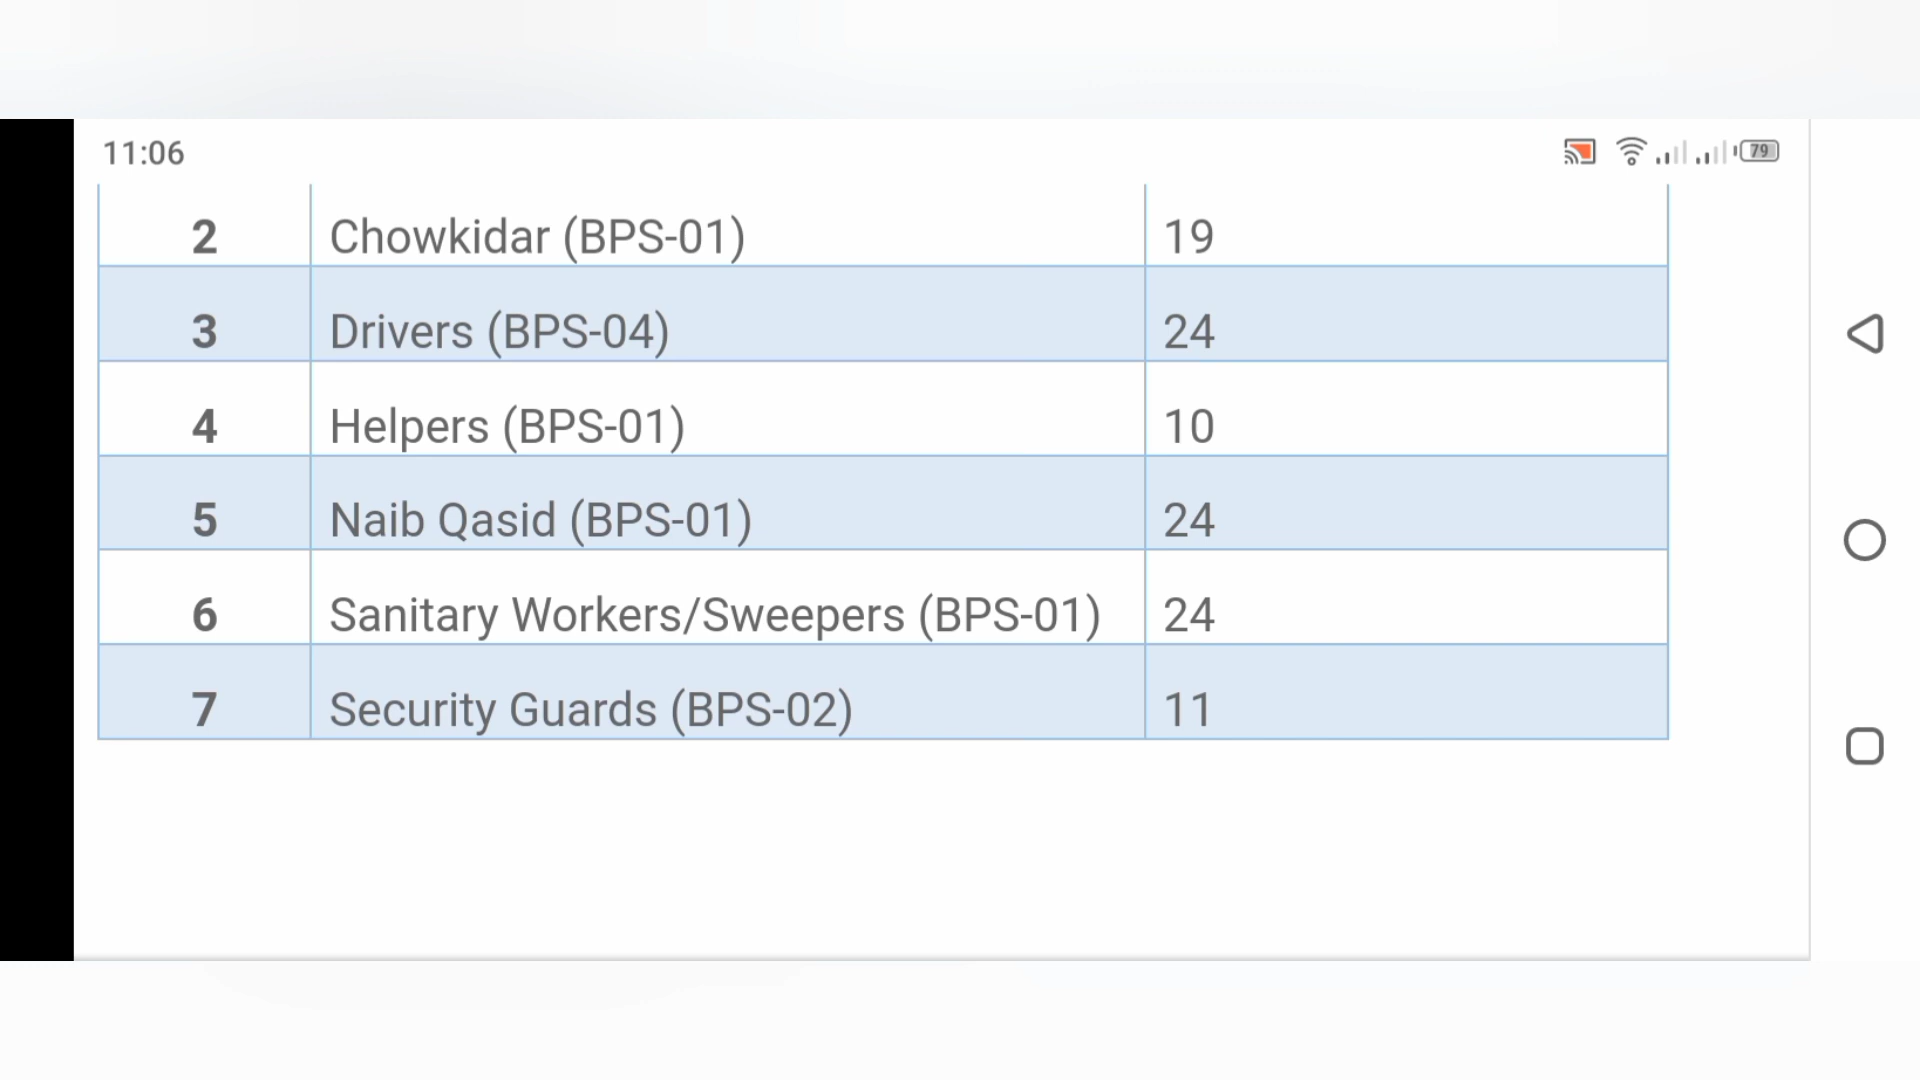 11:06
79
2 Chowkidar (BPS-01) 19
3 Drivers (BPS-04) 24
4 Helpers (BPS-01) 10
5 Naib Qasid (BPS-01) 24
6 Sanitary Workers/Sweepers (BPS-01) 24
7 Security Guards (BPS-02) 11